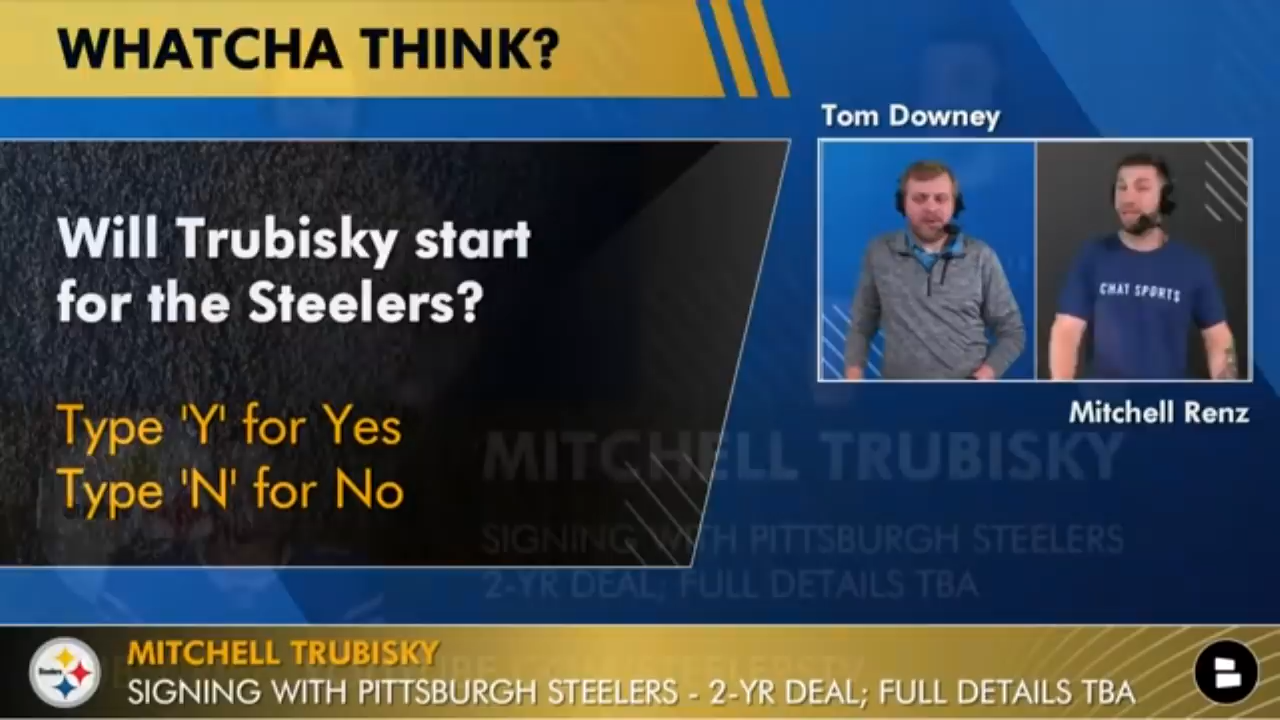 WHATCHA THINK?
Tom Downey
Will Trubisky start
for the Steelers?
CHAT SPORTS
Mitchell Renz
Type 'Y' for Yes
Type 'N' for No
MITCHELL TRUBISKY
SIGNING WITH PITTSBURGH STEELERS
2-YR DEAL; FULL DETAILS TBA
Steelers
MITCHELL TRUBISKY
SIGNING WITH PITTSBURGH STEELERS - 2-YR DEAL; FULL DETAILS TBA